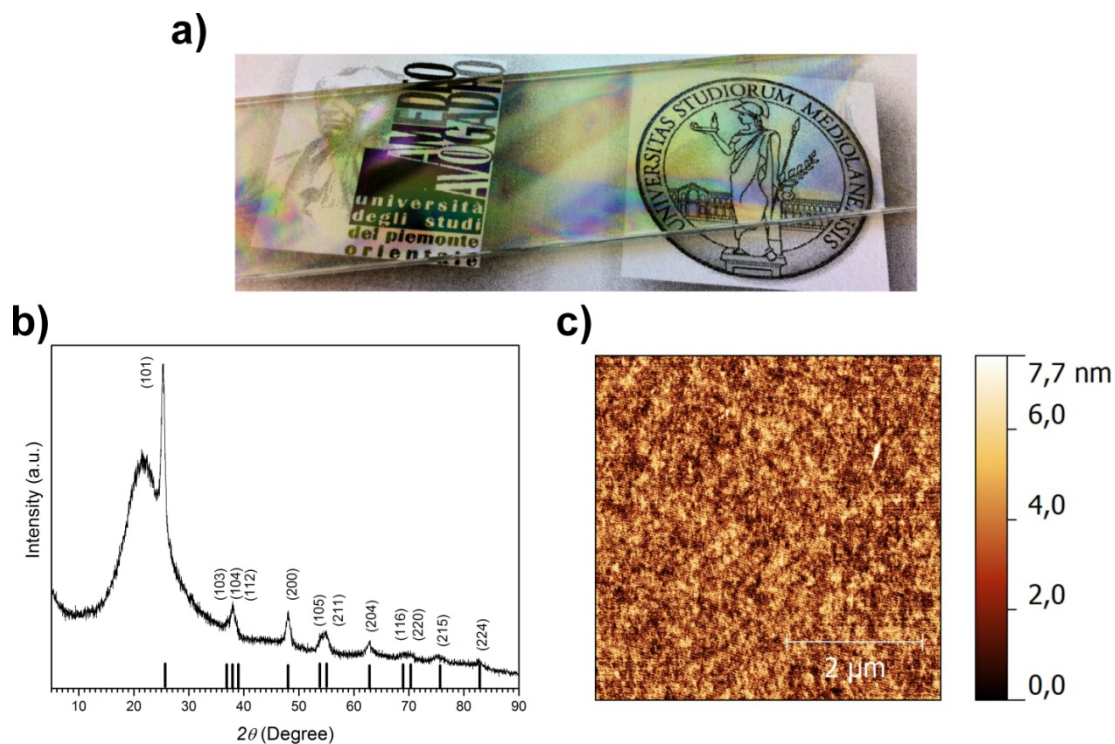 a)
AMEDEO
AVOGADRO
università
degli studi
del piemonte
orientale
UNIVERSITAS STUDIORUM MEDIOLANENSIS
b)
Intensity (a.u.)
(101)
(103)
(104)
(112)
(200)
(105)
(211)
(204)
(116)
(220)
(215)
(224)
10 20 30 40 50 60 70 80 90
2θ (Degree)
c)
2 µm
7,7 nm
6,0
4,0
2,0
0,0